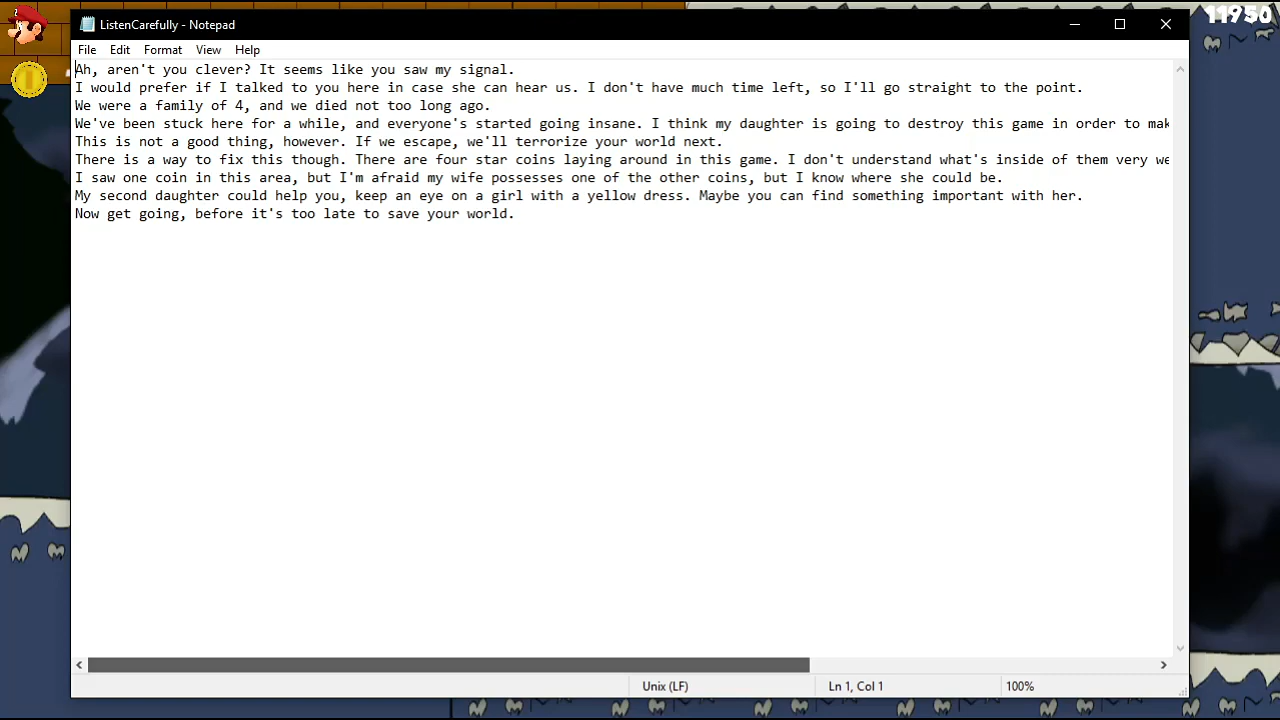 11950
ListenCarefully - Notepad
File Edit Format View Help
Ah, aren't you clever? It seems like you saw my signal.
I would prefer if I talked to you here in case she can hear us. I don't have much time left, so I'll go straight to the point.
We were a family of 4, and we died not too long ago.
We've been stuck here for a while, and everyone's started going insane. I think my daughter is going to destroy this game in order to
This is not a good thing, however. If we escape, we'll terrorize your world next.
There is a way to fix this though. There are four star coins laying around in this game. I don't understand what's inside of them very
I saw one coin in this area, but I'm afraid my wife possesses one of the other coins, but I know where she could be.
My second daughter could help you, keep an eye on a girl with a yellow dress. Maybe you can find something important with her.
Now get going, before it's too late to save your world.
Unix (LF) Ln 1, Col 1 100%